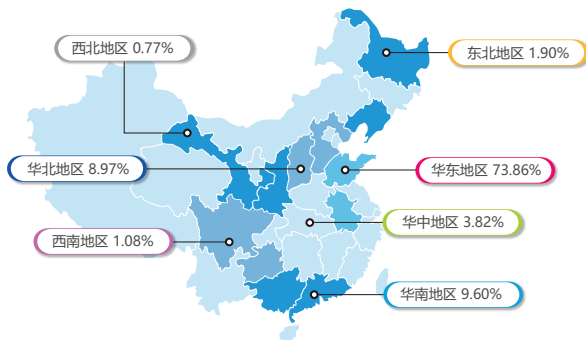 西北地区 0.77%
东北地区 1.90%
华北地区 8.97%
华东地区 73.86%
华中地区 3.82%
西南地区 1.08%
华南地区 9.60%